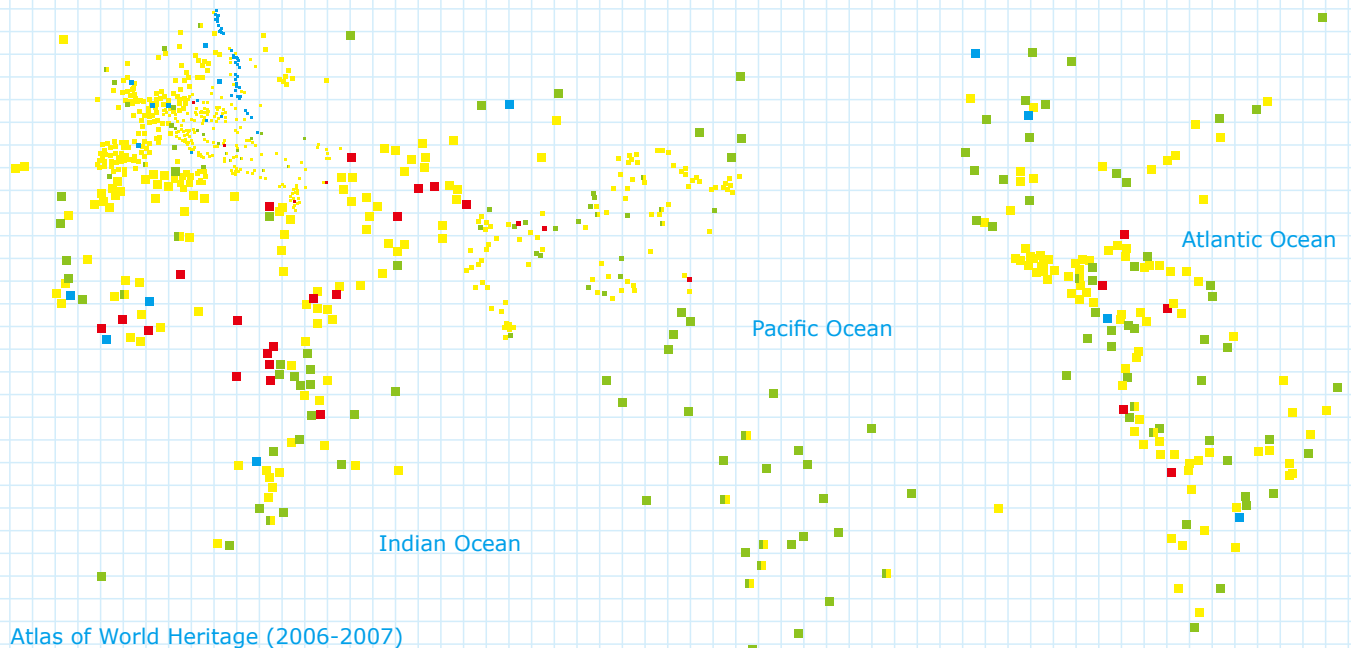 Atlantic Ocean
Pacific Ocean
Indian Ocean
Atlas of World Heritage (2006-2007)